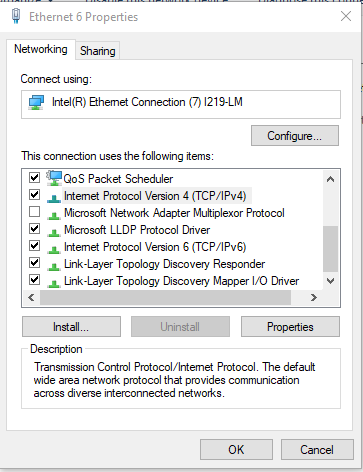 Ethernet 6 Properties
Networking
Sharing
Connect using:
Intel(R) Ethernet Connection (7) I219-LM
Configure...
This connection uses the following items:
QoS Packet Scheduler
Internet Protocol Version 4 (TCP/IPv4)
Microsoft Network Adapter Multiplexor Protocol
Microsoft LLDP Protocol Driver
Internet Protocol Version 6 (TCP/IPv6)
Link-Layer Topology Discovery Responder
Link-Layer Topology Discovery Mapper I/O Driver
Install...
Uninstall
Properties
Description
Transmission Control Protocol/Internet Protocol. The default
wide area network protocol that provides communication
across diverse interconnected networks.
OK
Cancel